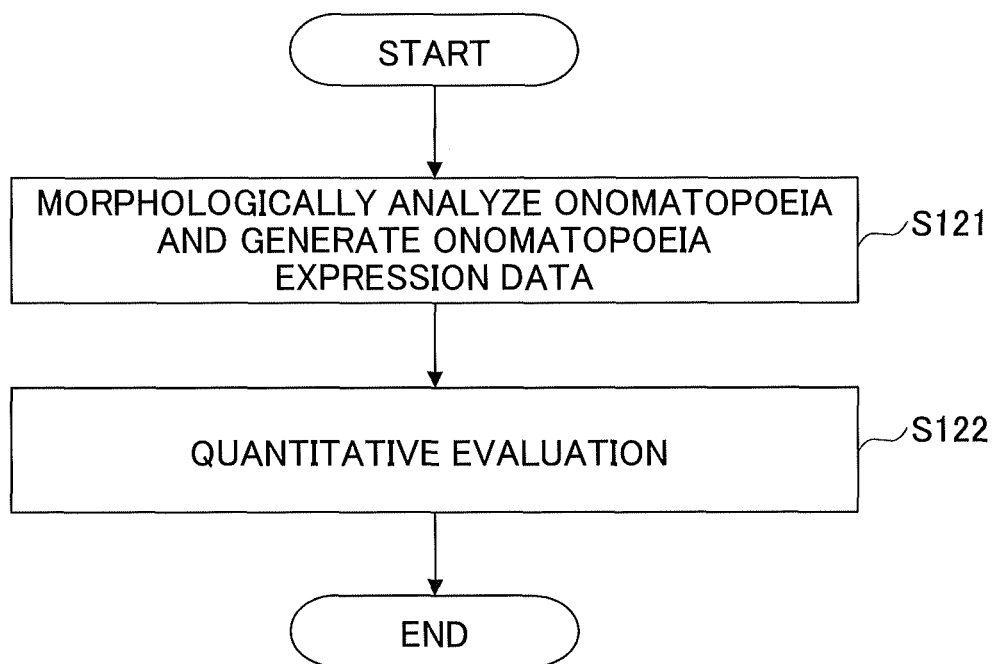 START
MORPHOLOGICALLY ANALYZE ONOMATOPOEIA
AND GENERATE ONOMATOPOEIA
EXPRESSION DATA
S121
QUANTITATIVE EVALUATION
S122
END